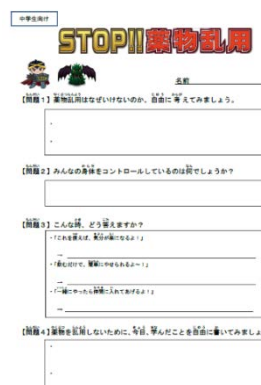 中学生向け
STOP!!薬物乱用
名前
【問題1】薬物乱用はなぜいけないのか、自由に考えてみましょう。
・
・
【問題2】みんなの身体をコントロールしているのは何でしょうか?
【問題3】こんな時、どう答えますか?
・「これを使えば、気分が楽になるよ!」
→
・「飲むだけで、簡単にやせられるよ~!」
→
・「一緒にやったら仲間に入れてあげるよ!」
→
【問題4】薬物を乱用しないために、今日、学んだことを自由に書いてみましょ
・
・